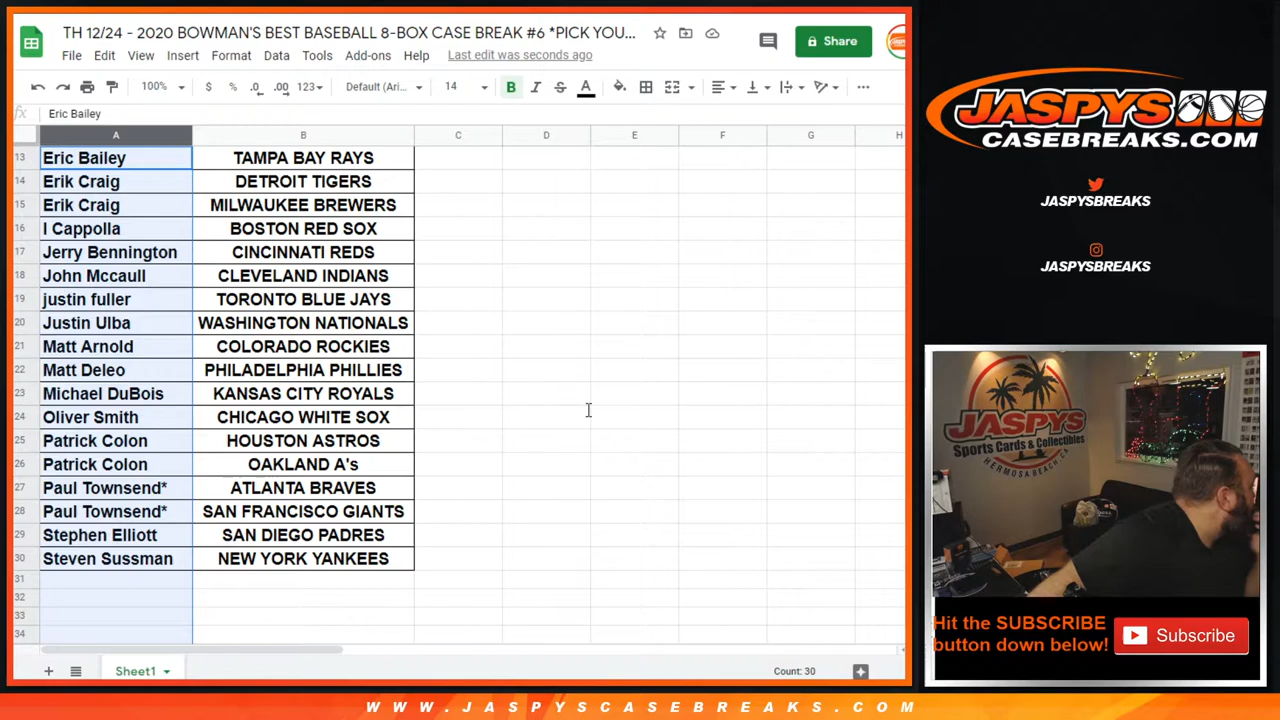 TH 12/24 - 2020 BOWMAN'S BEST BASEBALL 8-BOX CASE BREAK #6 *PICK YOU...
File Edit View Insert Format Data Tools Add-ons Help Last edit was seconds ago
Share
100% $ % .0 .00 123 Default (Ari... 14 B I S A
fx Eric Bailey
A B C D E F G H
13 Eric Bailey TAMPA BAY RAYS
14 Erik Craig DETROIT TIGERS
15 Erik Craig MILWAUKEE BREWERS
16 I Cappolla BOSTON RED SOX
17 Jerry Bennington CINCINNATI REDS
18 John Mccaull CLEVELAND INDIANS
19 justin fuller TORONTO BLUE JAYS
20 Justin Ulba WASHINGTON NATIONALS
21 Matt Arnold COLORADO ROCKIES
22 Matt Deleo PHILADELPHIA PHILLIES
23 Michael DuBois KANSAS CITY ROYALS
24 Oliver Smith CHICAGO WHITE SOX
25 Patrick Colon HOUSTON ASTROS
26 Patrick Colon OAKLAND A's
27 Paul Townsend* ATLANTA BRAVES
28 Paul Townsend* SAN FRANCISCO GIANTS
29 Stephen Elliott SAN DIEGO PADRES
30 Steven Sussman NEW YORK YANKEES
31
32
33
34
Sheet1 Count: 30
JASPYS
CASEBREAKS.COM
JASPYSBREAKS
JASPYSBREAKS
JASPYS
Sports Cards & Collectibles
HERMOSA BEACH, CA
Hit the SUBSCRIBE
button down below!
Subscribe
WWW.JASPYSCASEBREAKS.COM